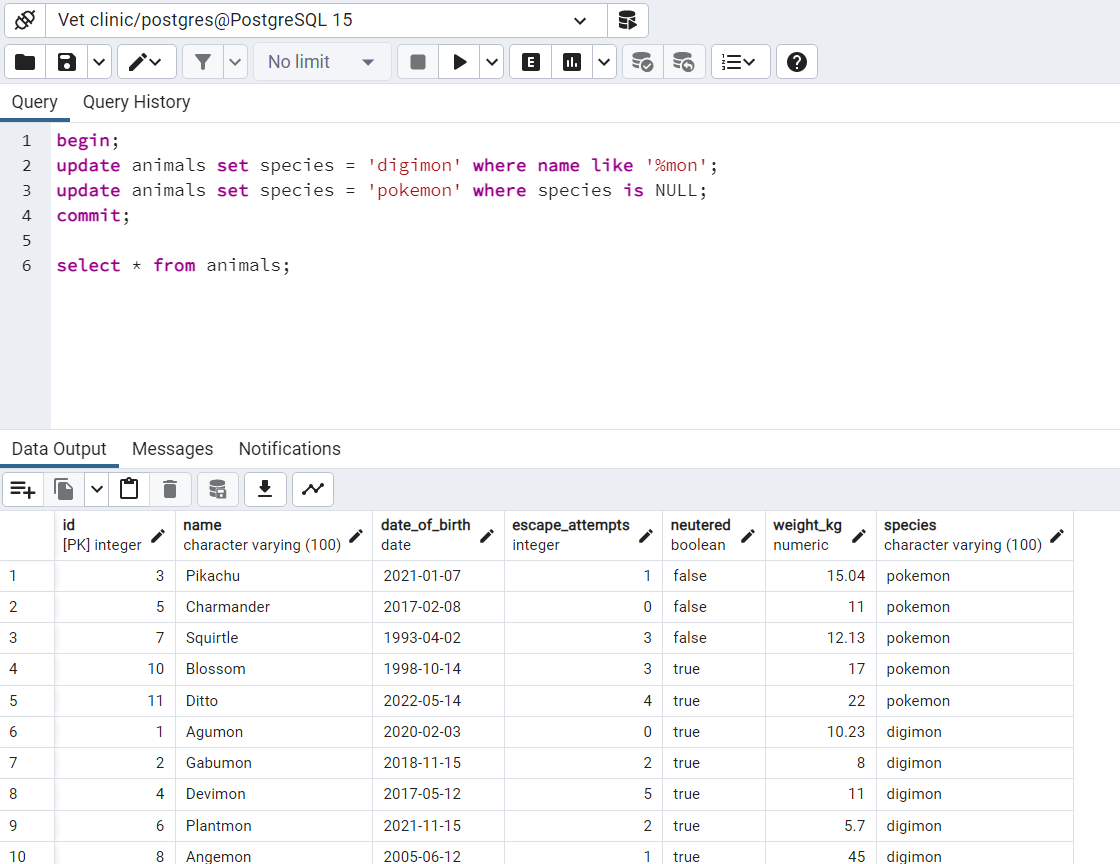 Vet clinic/postgres@PostgreSQL 15
No limit E
Query Query History
1 begin;
2 update animals set species = 'digimon' where name like '%mon';
3 update animals set species = 'pokemon' where species is NULL;
4 commit;
5
6 select * from animals;
Data Output Messages Notifications
id name date_of_birth escape_attempts neutered weight_kg species
[PK] integer character varying (100) date integer boolean numeric character varying (100)
1 3 Pikachu 2021-01-07 1 false 15.04 pokemon
2 5 Charmander 2017-02-08 0 false 11 pokemon
3 7 Squirtle 1993-04-02 3 false 12.13 pokemon
4 10 Blossom 1998-10-14 3 true 17 pokemon
5 11 Ditto 2022-05-14 4 true 22 pokemon
6 1 Agumon 2020-02-03 0 true 10.23 digimon
7 2 Gabumon 2018-11-15 2 true 8 digimon
8 4 Devimon 2017-05-12 5 true 11 digimon
9 6 Plantmon 2021-11-15 2 true 5.7 digimon
10 8 Angemon 2005-06-12 1 true 45 digimon